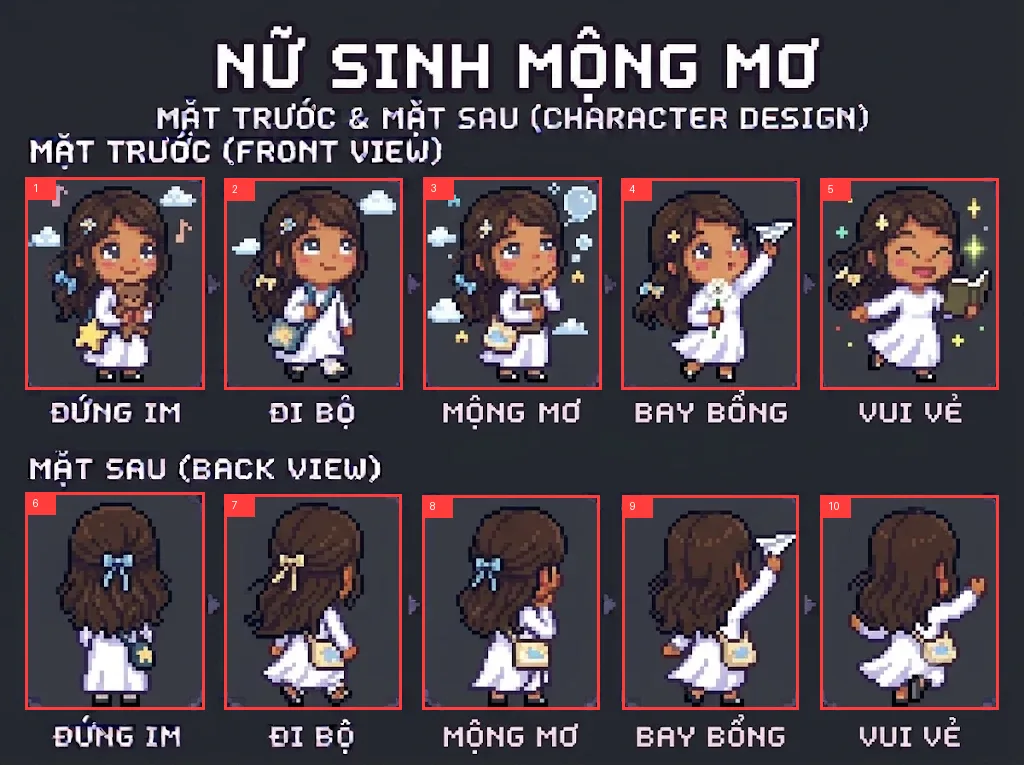 NỮ SINH MỘNG MƠ
MẶT TRƯỚC & MẶT SAU (CHARACTER DESIGN)
MẶT TRƯỚC (FRONT VIEW)
1 2 3 4 5
ĐỨNG IM ĐI BỘ MỘNG MƠ BAY BỔNG VUI VẺ
MẶT SAU (BACK VIEW)
6 7 8 9 10
ĐỨNG IM ĐI BỘ MỘNG MƠ BAY BỔNG VUI VẺ